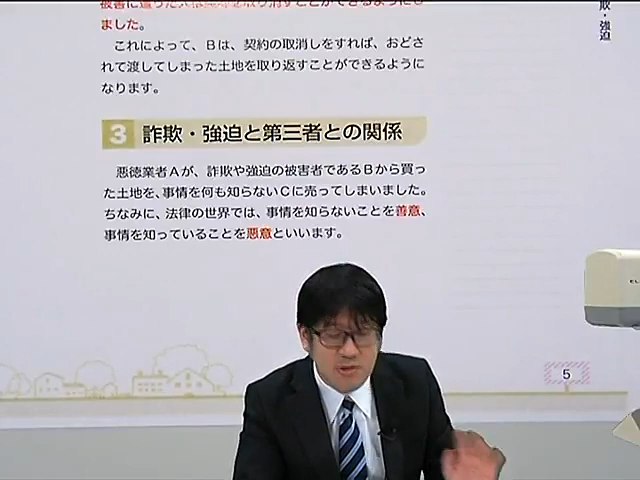 ました。
これによって、Bは、契約の取消しをすれば、おどさ
れて渡してしまった土地を取り返すことができるように
なります。
3 詐欺・強迫と第三者との関係
悪徳業者Aが、詐欺や強迫の被害者であるBから買っ
た土地を、事情を何も知らないCに売ってしまいました。
ちなみに、法律の世界では、事情を知らないことを善意、
事情を知っていることを悪意といいます。
欺・強迫
5